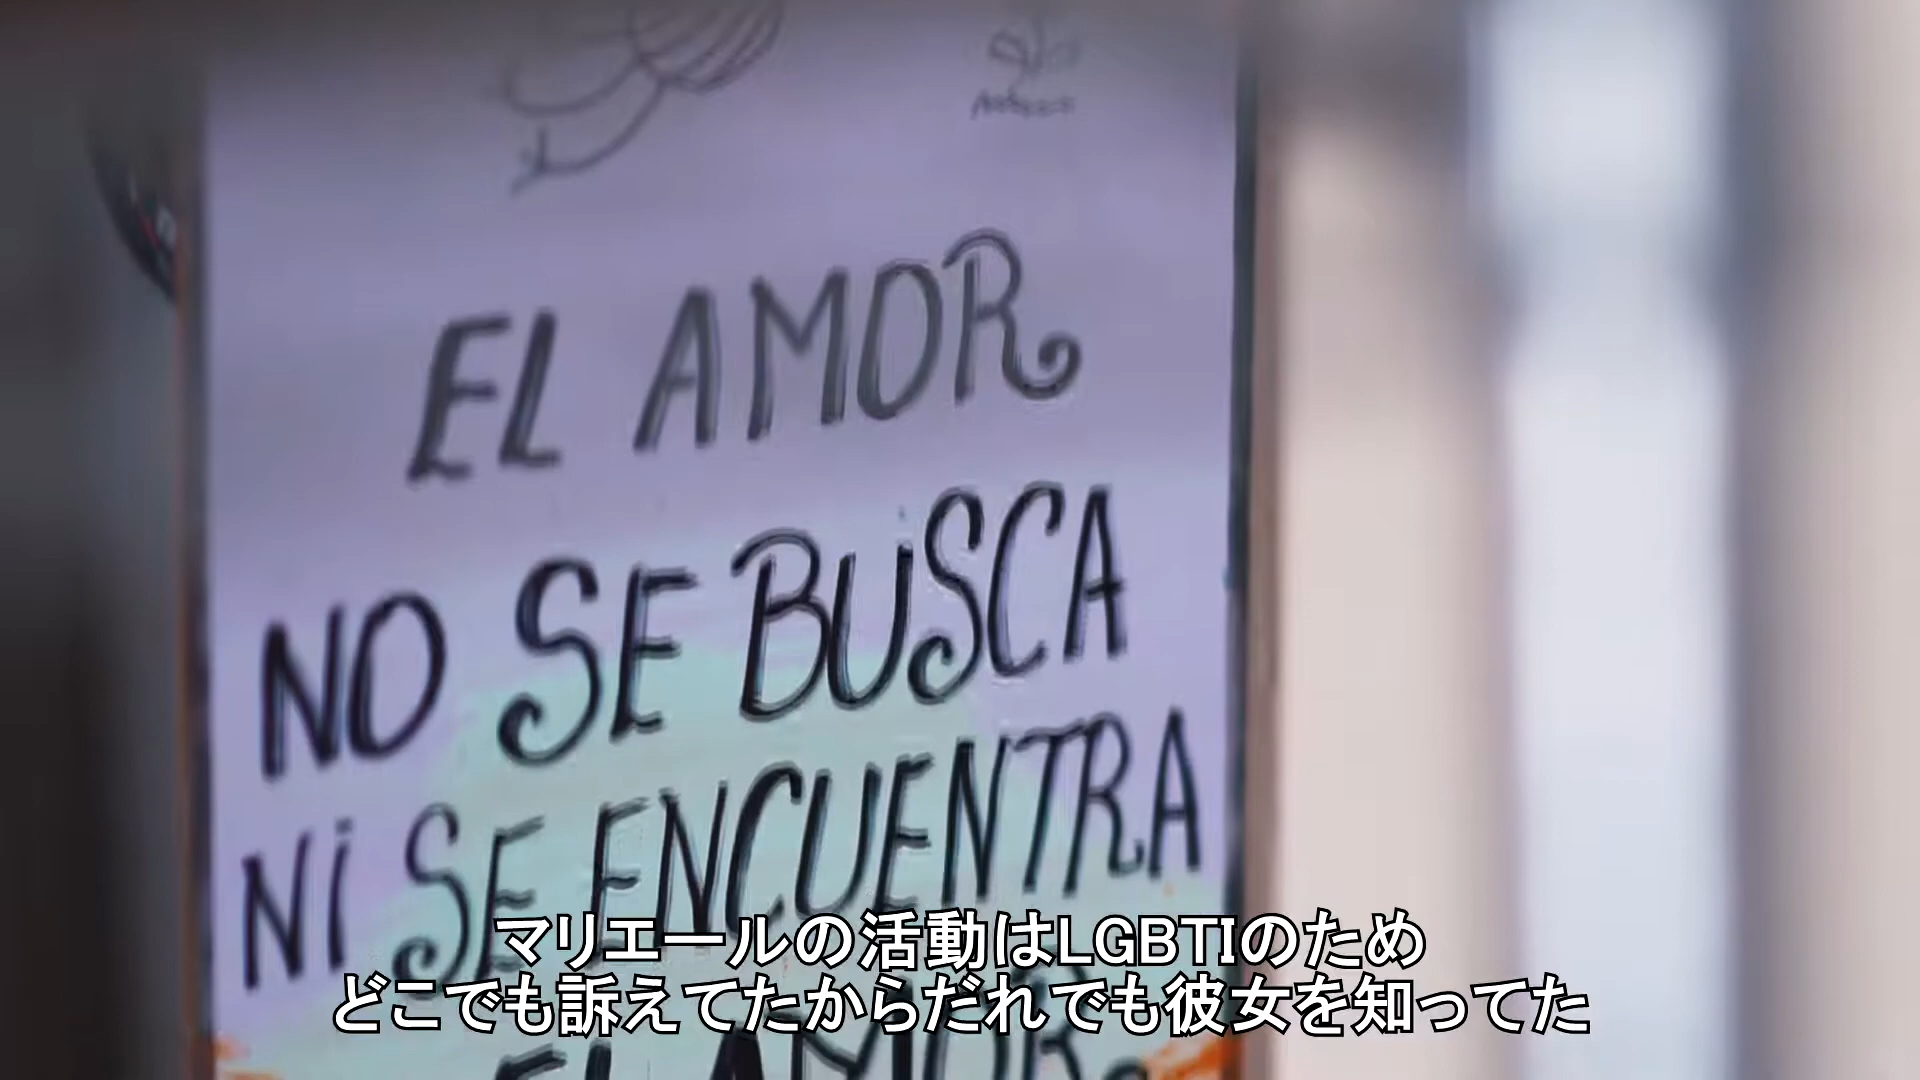 EL AMOR
NO SE BUSCA
NI SE ENCUENTRA
EL AMOR
マリエールの活動はLGBTIのため
どこでも訴えてたからだれでも彼女を知ってた